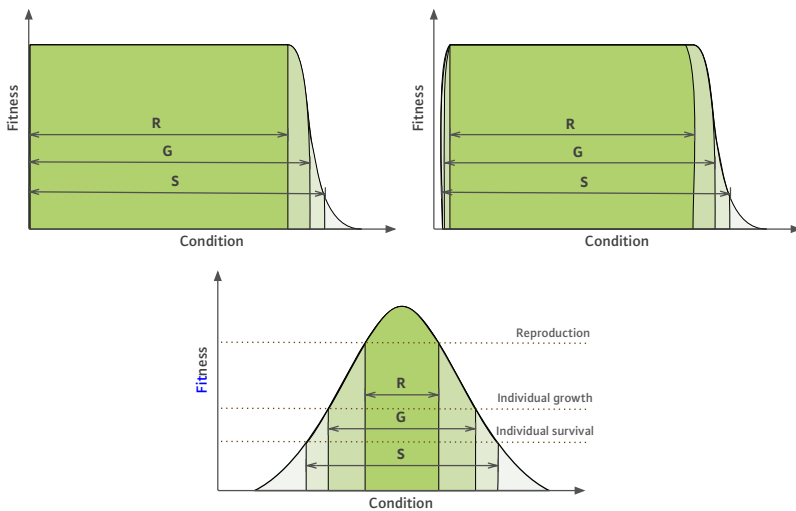 Fitness
R
G
S
Condition
Fitness
R
G
S
Condition
Fitness
Reproduction
R
Individual growth
G
Individual survival
S
Condition